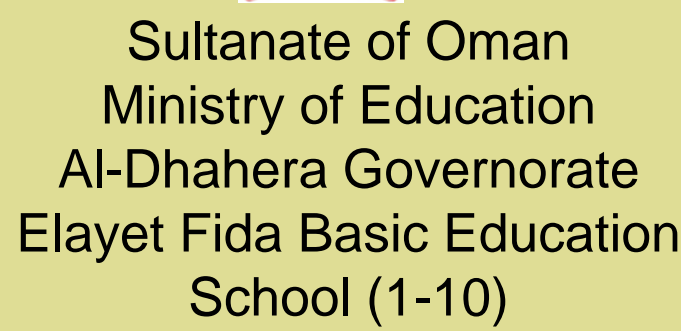 Sultanate of Oman
Ministry of Education
Al-Dhahera Governorate
Elayet Fida Basic Education
School (1-10)